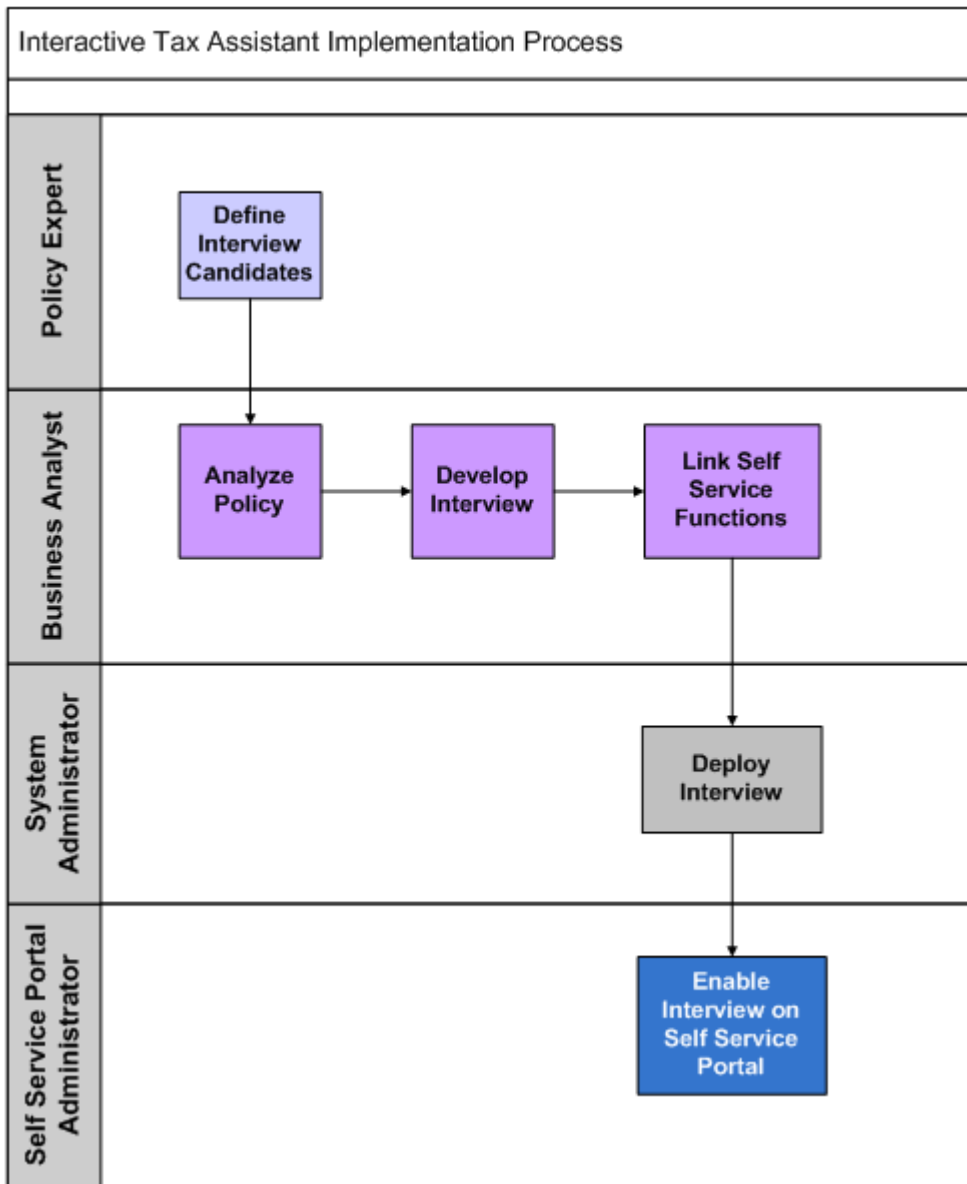 Interactive Tax Assistant Implementation Process
Policy Expert
Define
Interview
Candidates
Business Analyst
Analyze
Policy
Develop
Interview
Link Self
Service
Functions
System
Administrator
Deploy
Interview
Self Service Portal
Administrator
Enable
Interview on
Self Service
Portal